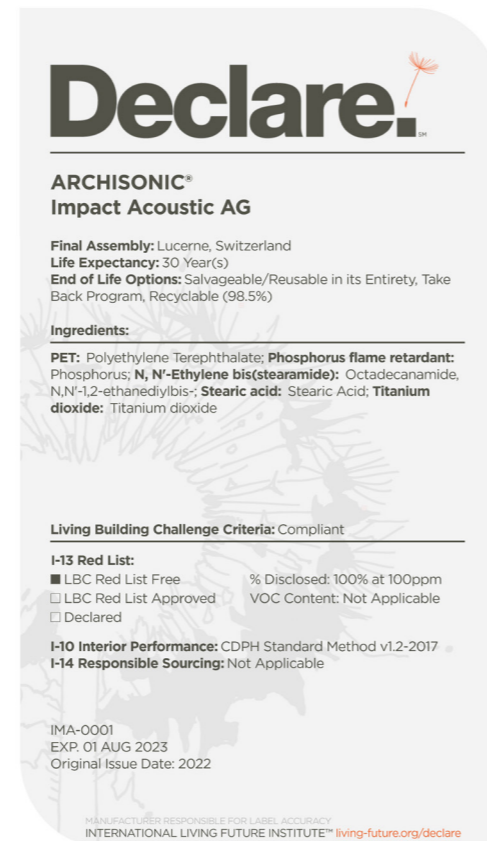 Declare.
SM
ARCHISONIC®
Impact Acoustic AG
Final Assembly: Lucerne, Switzerland
Life Expectancy: 30 Year(s)
End of Life Options: Salvageable/Reusable in its Entirety, Take
Back Program, Recyclable (98.5%)
Ingredients:
PET: Polyethylene Terephthalate; Phosphorus flame retardant:
Phosphorus; N, N'-Ethylene bis(stearamide): Octadecanamide,
N,N'-1,2-ethanediylbis-; Stearic acid: Stearic Acid; Titanium
dioxide: Titanium dioxide
Living Building Challenge Criteria: Compliant
I-13 Red List:
■ LBC Red List Free % Disclosed: 100% at 100ppm
□ LBC Red List Approved VOC Content: Not Applicable
□ Declared
I-10 Interior Performance: CDPH Standard Method v1.2-2017
I-14 Responsible Sourcing: Not Applicable
IMA-0001
EXP. 01 AUG 2023
Original Issue Date: 2022
MANUFACTURER RESPONSIBLE FOR LABEL ACCURACY
INTERNATIONAL LIVING FUTURE INSTITUTE™ living-future.org/declare